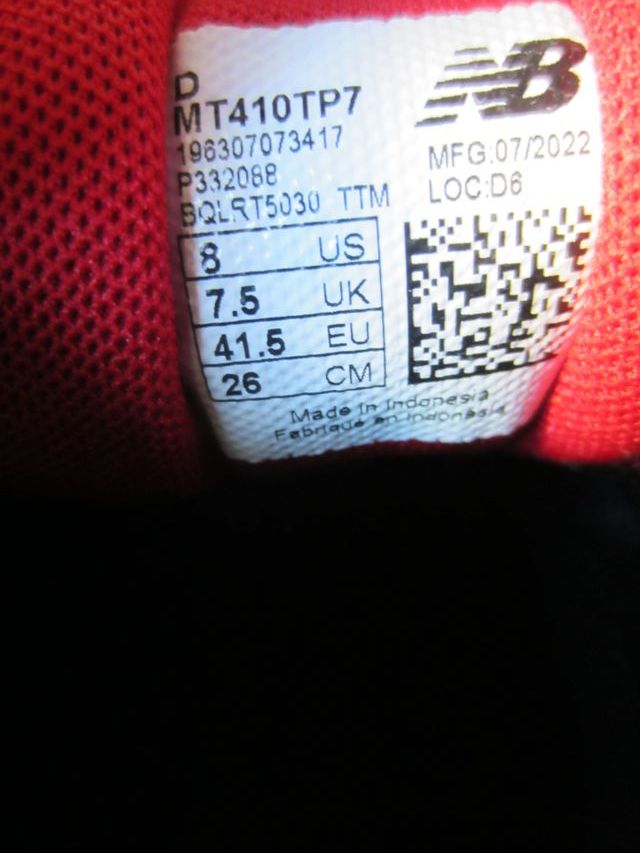 D
MT410TP7
196307073417
P332088
BQLRT5030 TTM
8 US
7.5 UK
41.5 EU
26 CM
NB
MFG:07/2022
LOC:D6
Made in Indonesia
Fabriqué en Indonésie